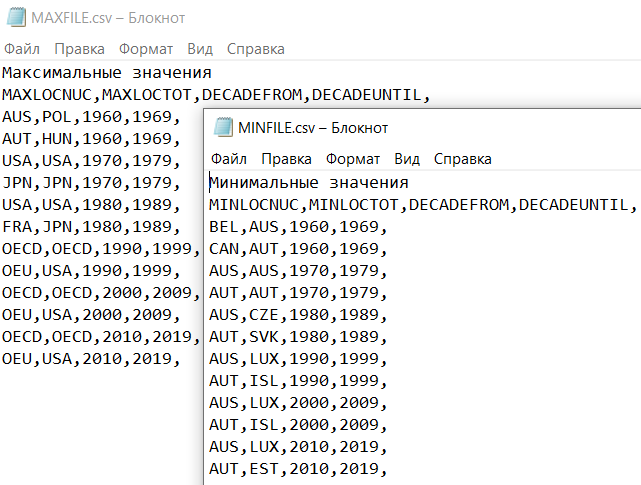 MAXFILE.csv – Блокнот
Файл Правка Формат Вид Справка
Максимальные значения
MAXLOCNUC,MAXLOCTOT,DECADEFROM,DECADEUNTIL,
AUS,POL,1960,1969,
AUT,HUN,1960,1969,
USA,USA,1970,1979,
JPN,JPN,1970,1979,
USA,USA,1980,1989,
FRA,JPN,1980,1989,
OECD,OECD,1990,1999,
OEU,USA,1990,1999,
OECD,OECD,2000,2009,
OEU,USA,2000,2009,
OECD,OECD,2010,2019,
OEU,USA,2010,2019,
MINFILE.csv – Блокнот
Файл Правка Формат Вид Справка
Минимальные значения
MINLOCNUC,MINLOCTOT,DECADEFROM,DECADEUNTIL,
BEL,AUS,1960,1969,
CAN,AUT,1960,1969,
AUS,AUS,1970,1979,
AUT,AUT,1970,1979,
AUS,CZE,1980,1989,
AUT,SVK,1980,1989,
AUS,LUX,1990,1999,
AUT,ISL,1990,1999,
AUS,LUX,2000,2009,
AUT,ISL,2000,2009,
AUS,LUX,2010,2019,
AUT,EST,2010,2019,